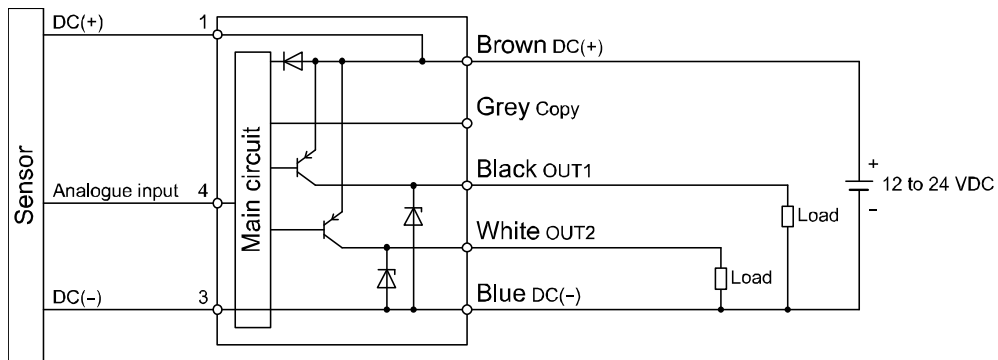 Sensor
DC(+)
1
Analogue input
4
DC(–)
3
Main circuit
Brown DC(+)
Grey Copy
Black OUT1
White OUT2
Blue DC(–)
Load
Load
+
12 to 24 VDC
–